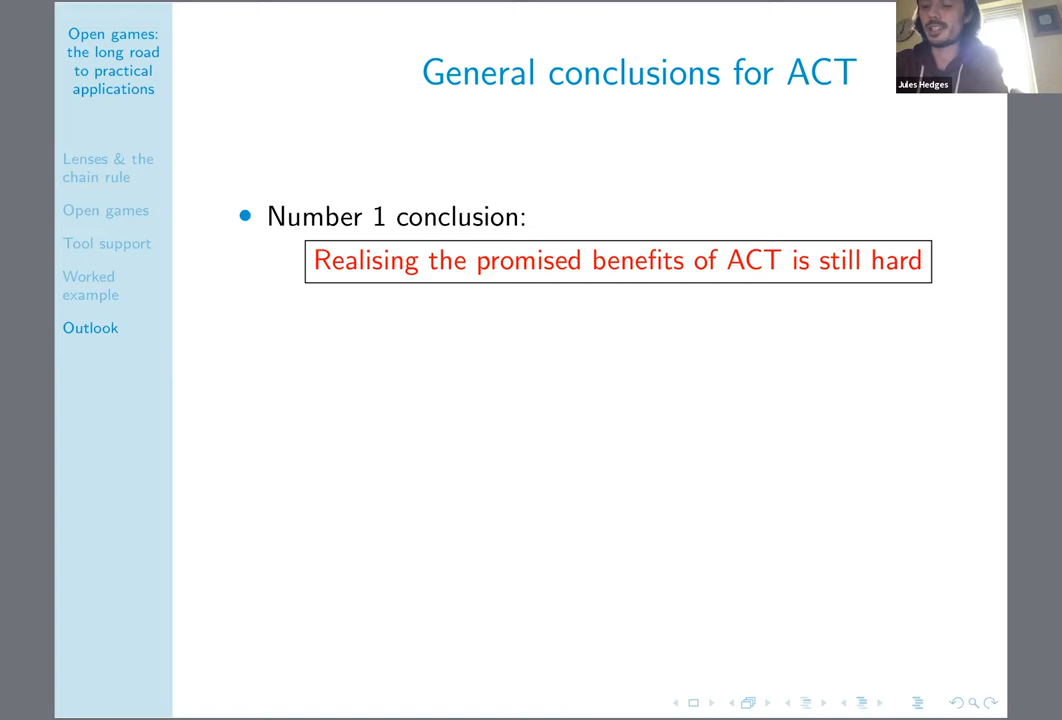 Open games:
the long road
to practical
applications
Lenses & the
chain rule
Open games
Tool support
Worked
example
Outlook
General conclusions for ACT
Jules Hedges
• Number 1 conclusion:
Realising the promised benefits of ACT is still hard